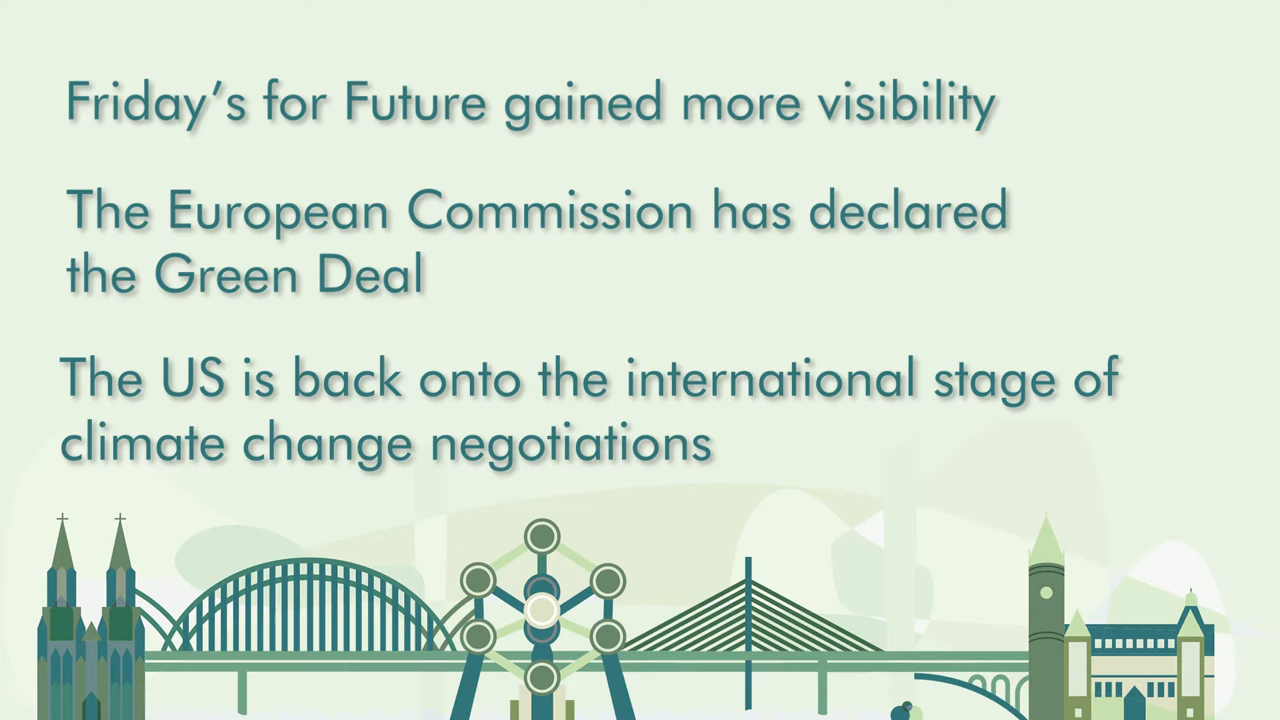 Friday’s for Future gained more visibility
The European Commission has declared
the Green Deal
The US is back onto the international stage of
climate change negotiations